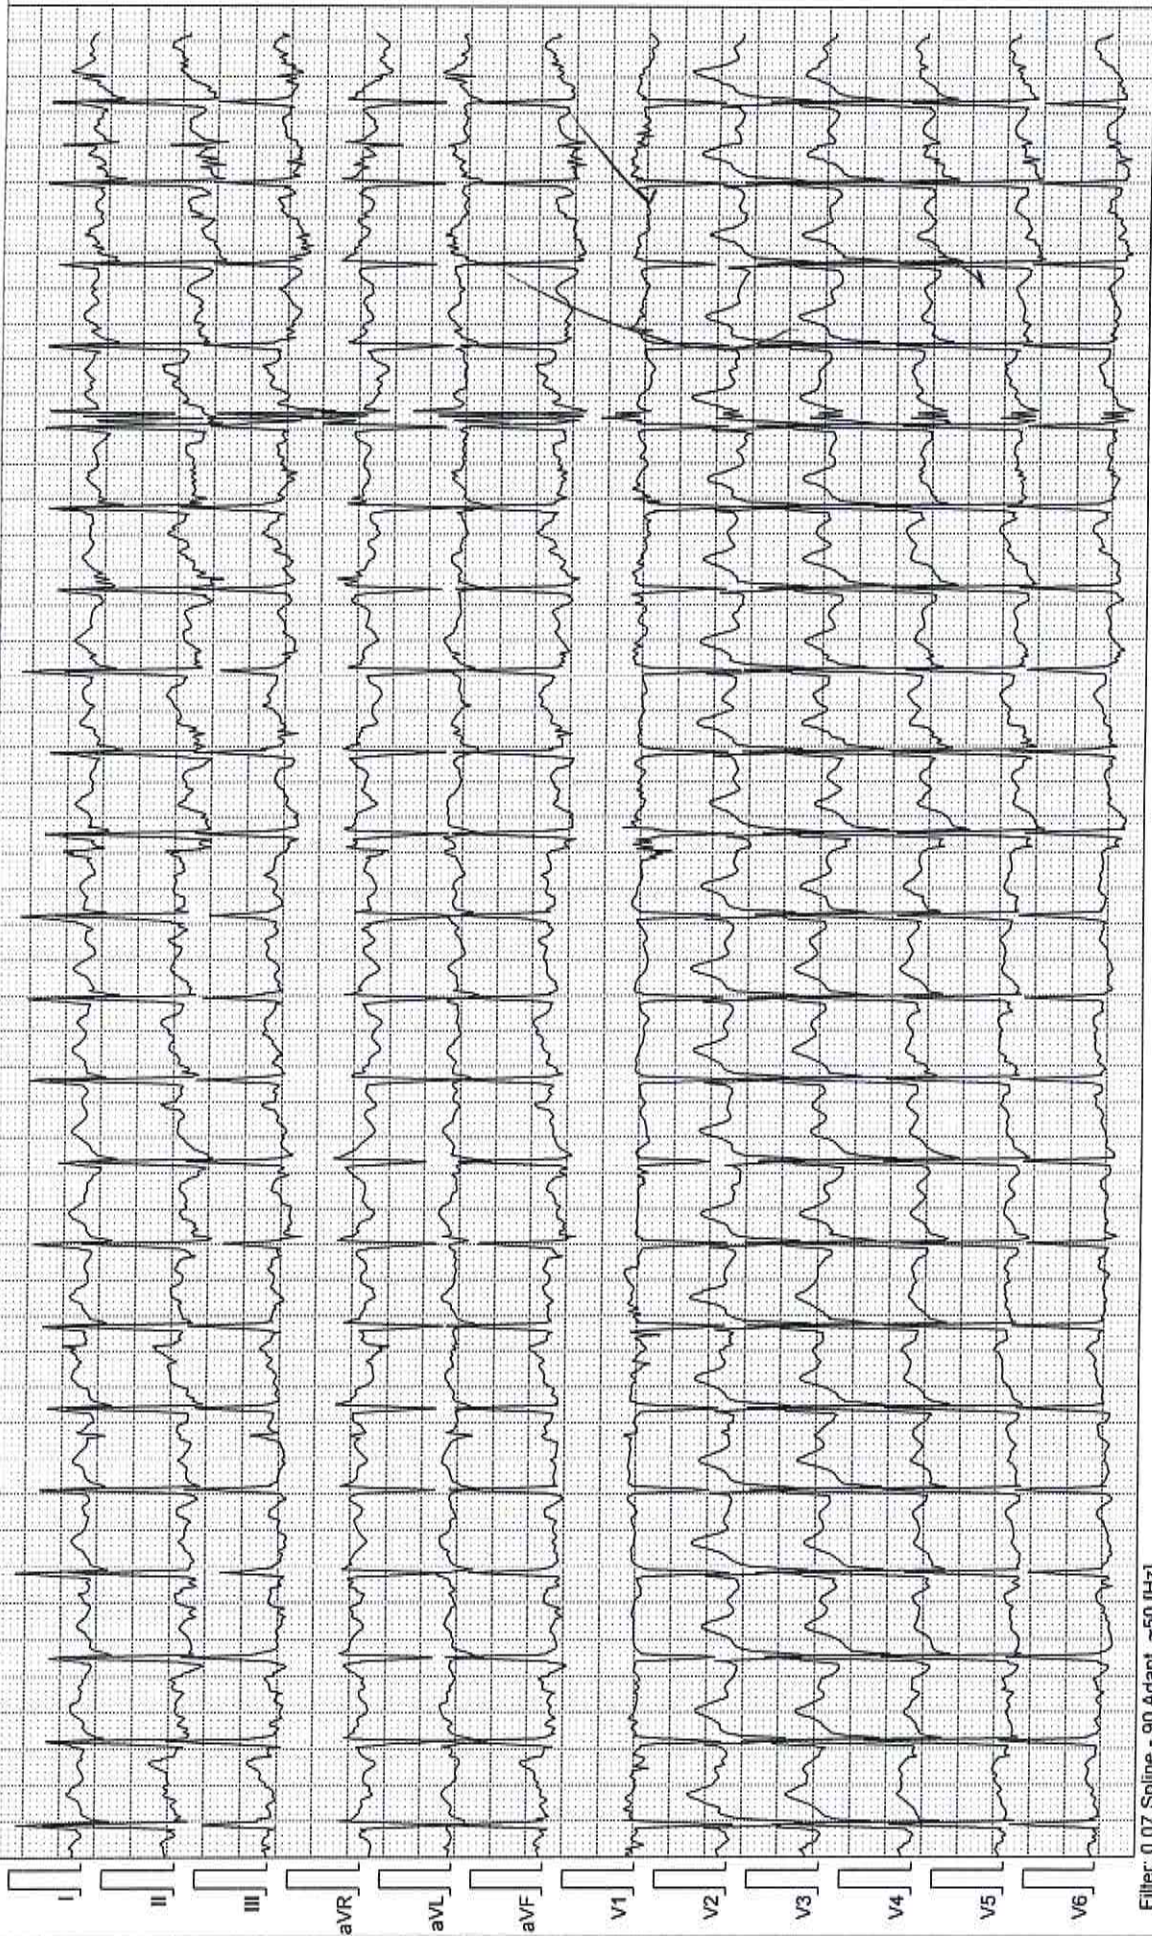 I
II
III
aVR
aVL
aVF
V1
V2
V3
V4
V5
V6
Filter: 0.07 Spline - 90 Adapt. ~50 [Hz]